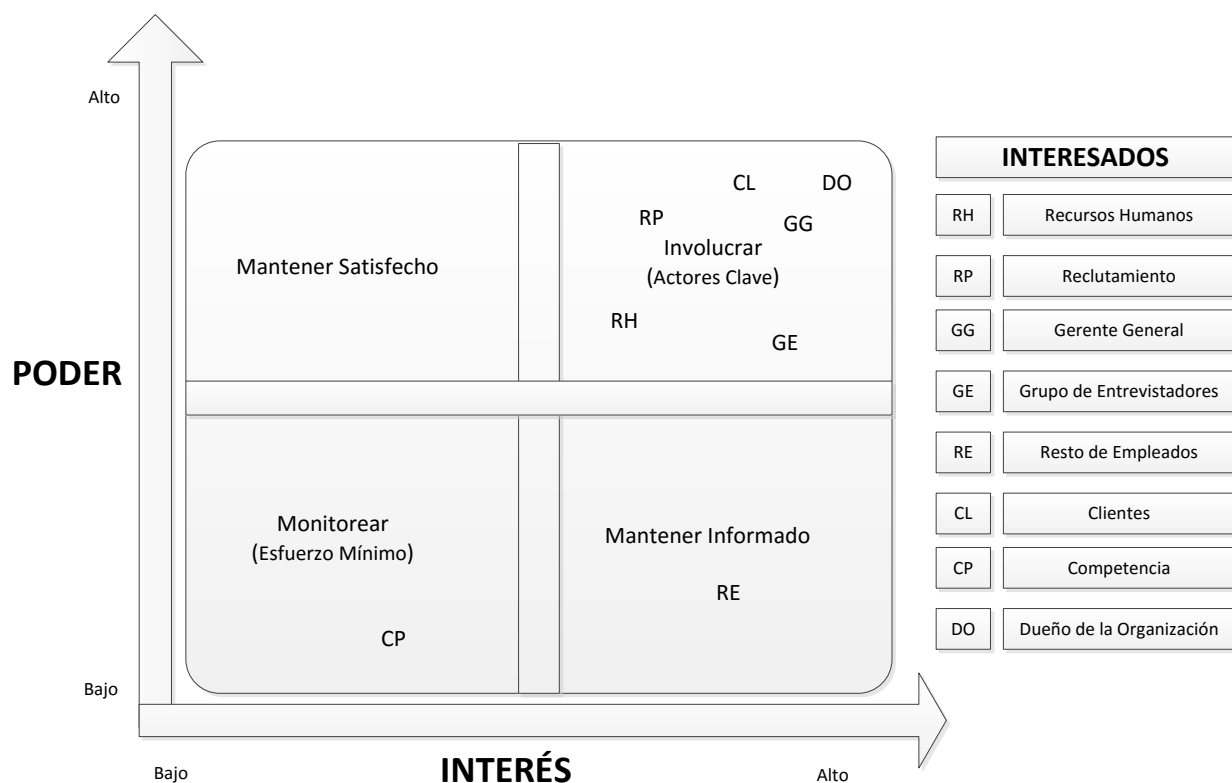 Alto
PODER
Bajo
Mantener Satisfecho
CL
DO
RP
GG
Involucrar
(Actores Clave)
RH
GE
Monitorear
(Esfuerzo Mínimo)
CP
Mantener Informado
RE
Bajo
INTERÉS
Alto
INTERESADOS
RH Recursos Humanos
RP Reclutamiento
GG Gerente General
GE Grupo de Entrevistadores
RE Resto de Empleados
CL Clientes
CP Competencia
DO Dueño de la Organización